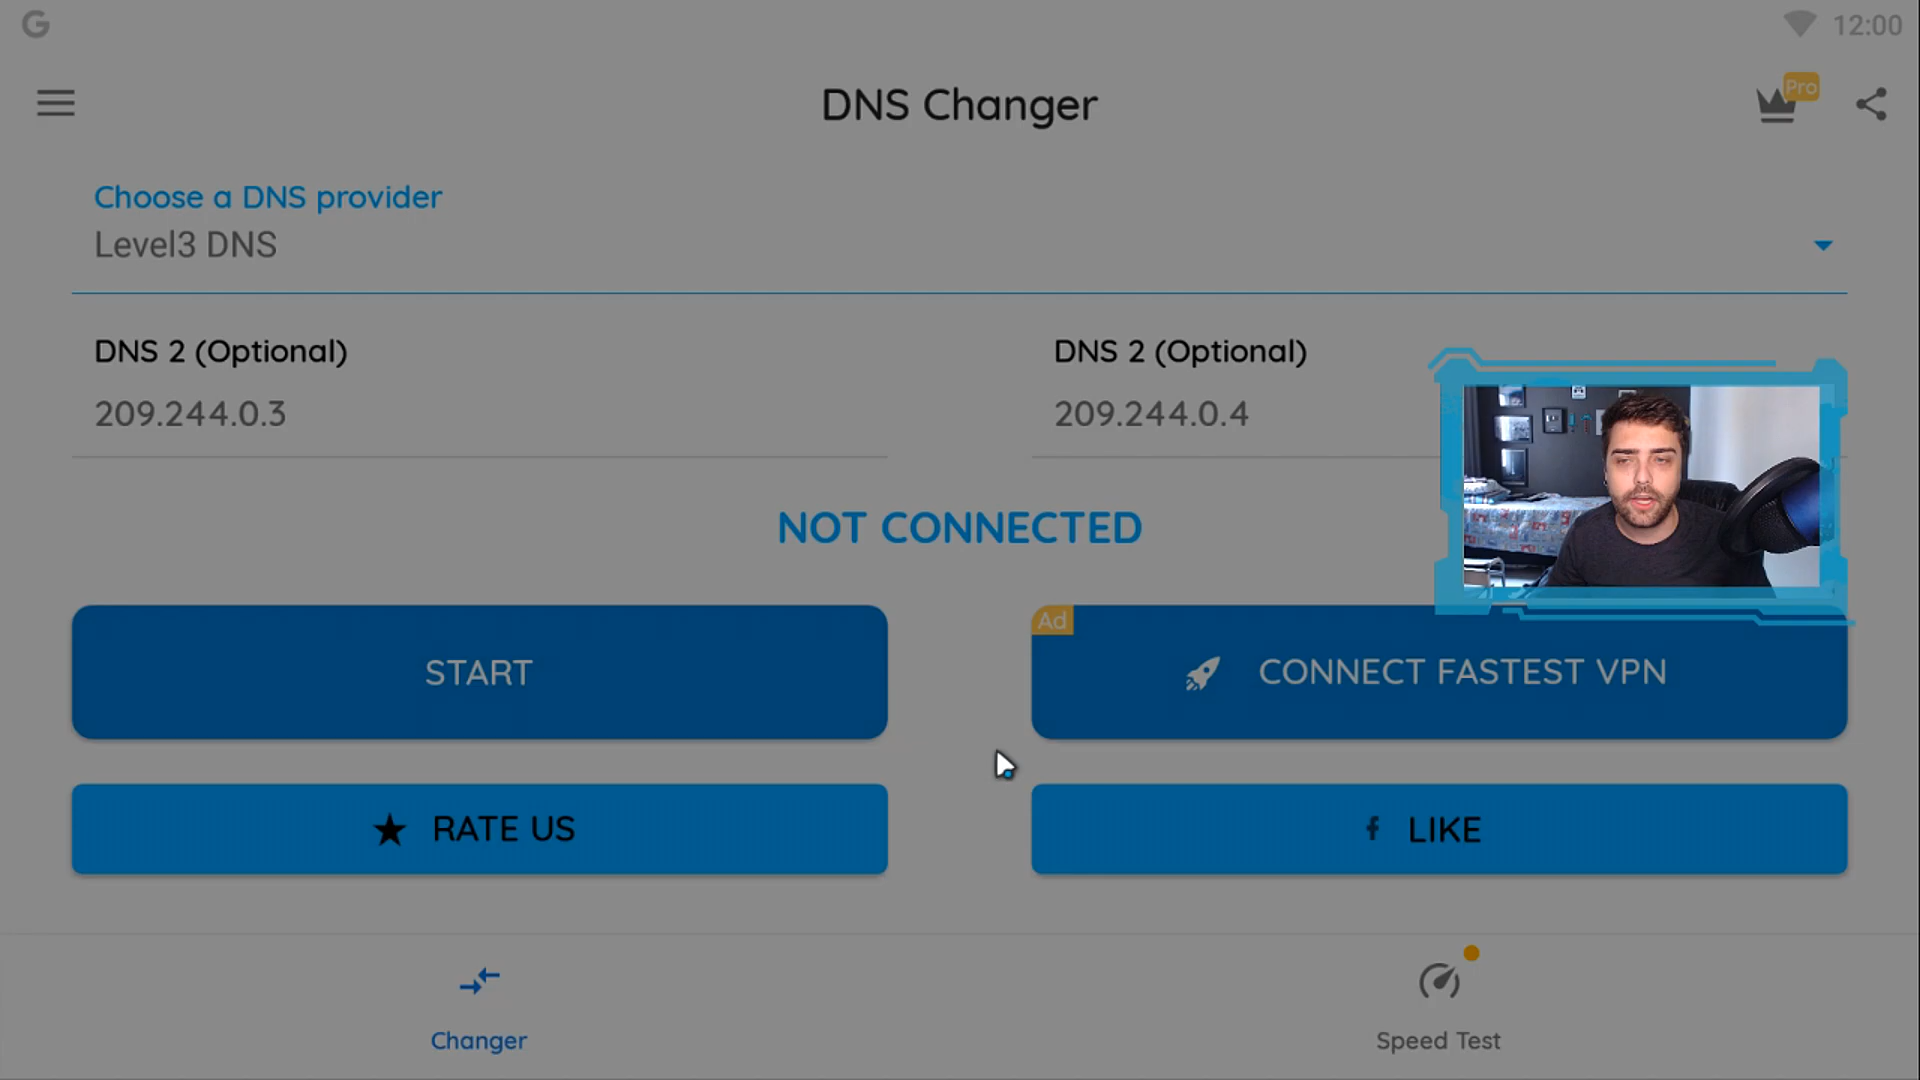 G
12:00
DNS Changer
Pro
Choose a DNS provider
Level3 DNS
DNS 2 (Optional)
DNS 2 (Optional)
209.244.0.3
209.244.0.4
NOT CONNECTED
START
Ad
CONNECT FASTEST VPN
RATE US
LIKE
Changer
Speed Test